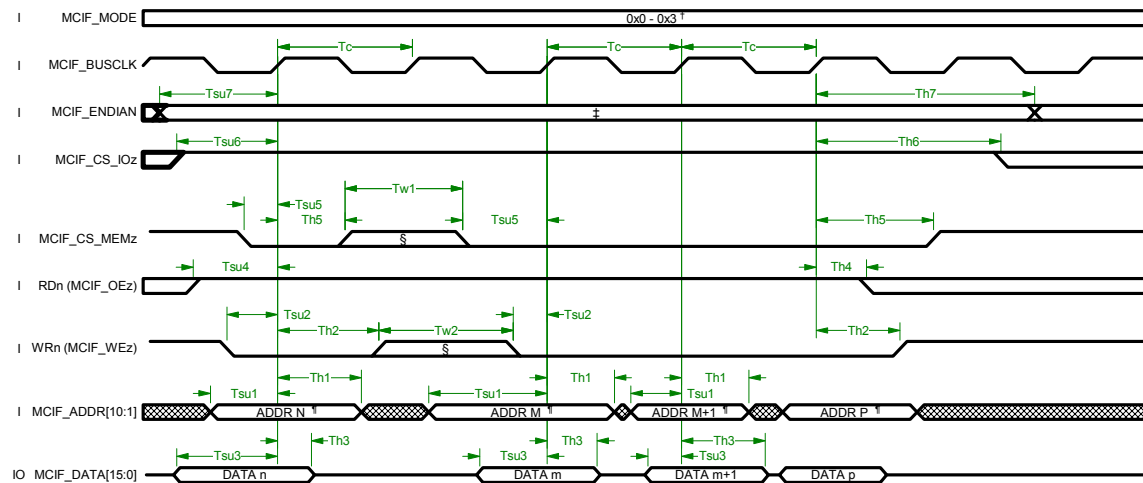 I MCIF_MODE 0x0 - 0x3 †
Tc Tc Tc
I MCIF_BUSCLK
Tsu7 Th7
I MCIF_ENDIAN ‡
Tsu6 Th6
I MCIF_CS_IOz
Tw1
Tsu5
Th5 Tsu5 Th5
I MCIF_CS_MEMz §
Tsu4 Th4
I RDn (MCIF_OEz)
Tsu2 Tsu2
Th2 Tw2 Th2
I WRn (MCIF_WEz) §
Th1 Th1 Th1
Tsu1 Tsu1 Tsu1
I MCIF_ADDR[10:1] ADDR N ¶ ADDR M ¶ ADDR M+1 ¶ ADDR P ¶
Th3 Th3 Th3
Tsu3 Tsu3 Tsu3
IO MCIF_DATA[15:0] DATA n DATA m DATA m+1 DATA p